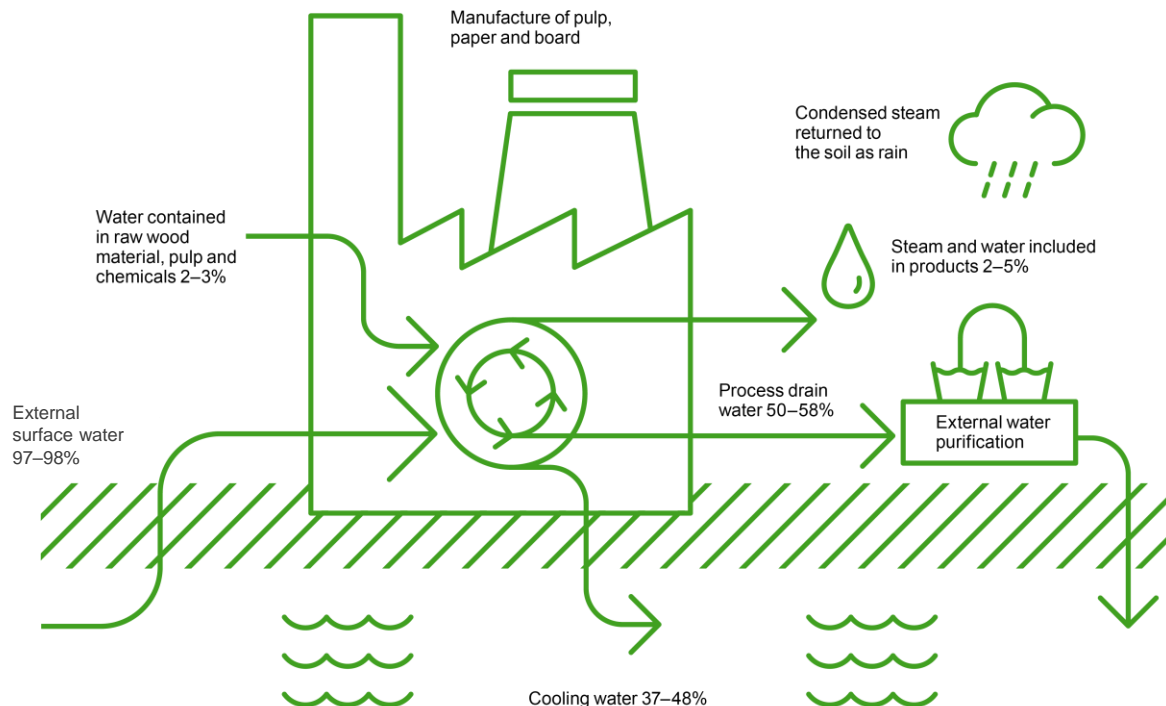 Manufacture of pulp,
paper and board
Condensed steam
returned to
the soil as rain
Water contained
in raw wood
material, pulp and
chemicals 2–3%
Steam and water included
in products 2–5%
Process drain
water 50–58%
External water
purification
External
surface water
97–98%
Cooling water 37–48%